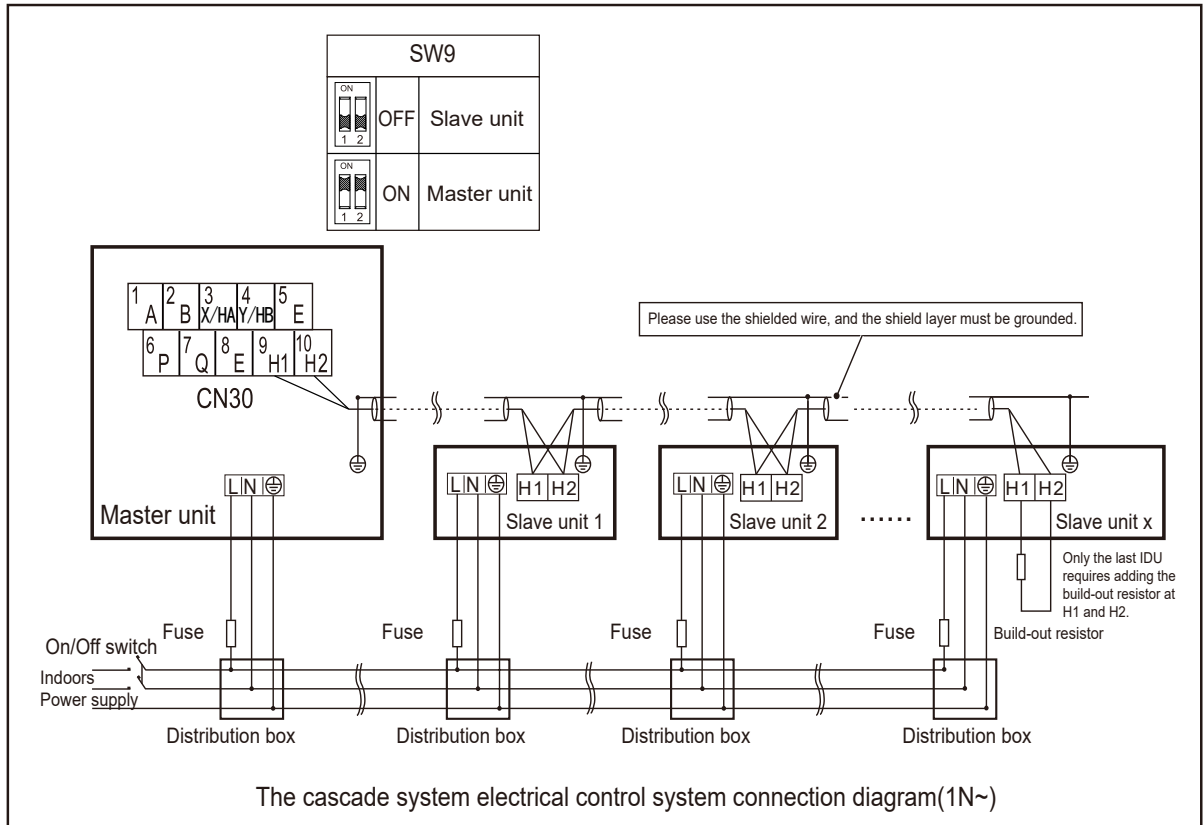 SW9
ON
1 2
OFF
Slave unit
ON
1 2
ON
Master unit
1 A
2 B
3 X/HA
4 Y/HB
5 E
6 P
7 Q
8 E
9 H1
10 H2
CN30
Please use the shielded wire, and the shield layer must be grounded.
L N
Master unit
L N
H1 H2
Slave unit 1
L N
H1 H2
Slave unit 2
......
L N
H1 H2
Slave unit x
Only the last IDU
requires adding the
build-out resistor at
H1 and H2.
Build-out resistor
Fuse
Fuse
Fuse
Fuse
On/Off switch
Indoors
Power supply
Distribution box
Distribution box
Distribution box
Distribution box
The cascade system electrical control system connection diagram(1N~)